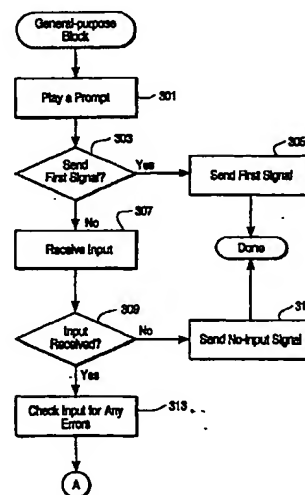 General-purpose
Block
Play a Prompt
301
303
Send
First Signal?
Yes
305
Send First Signal
No
307
Receive Input
Done
309
Input
Received?
No
31
Send No-Input Signal
Yes
Check Input for Any
Errors
313
A